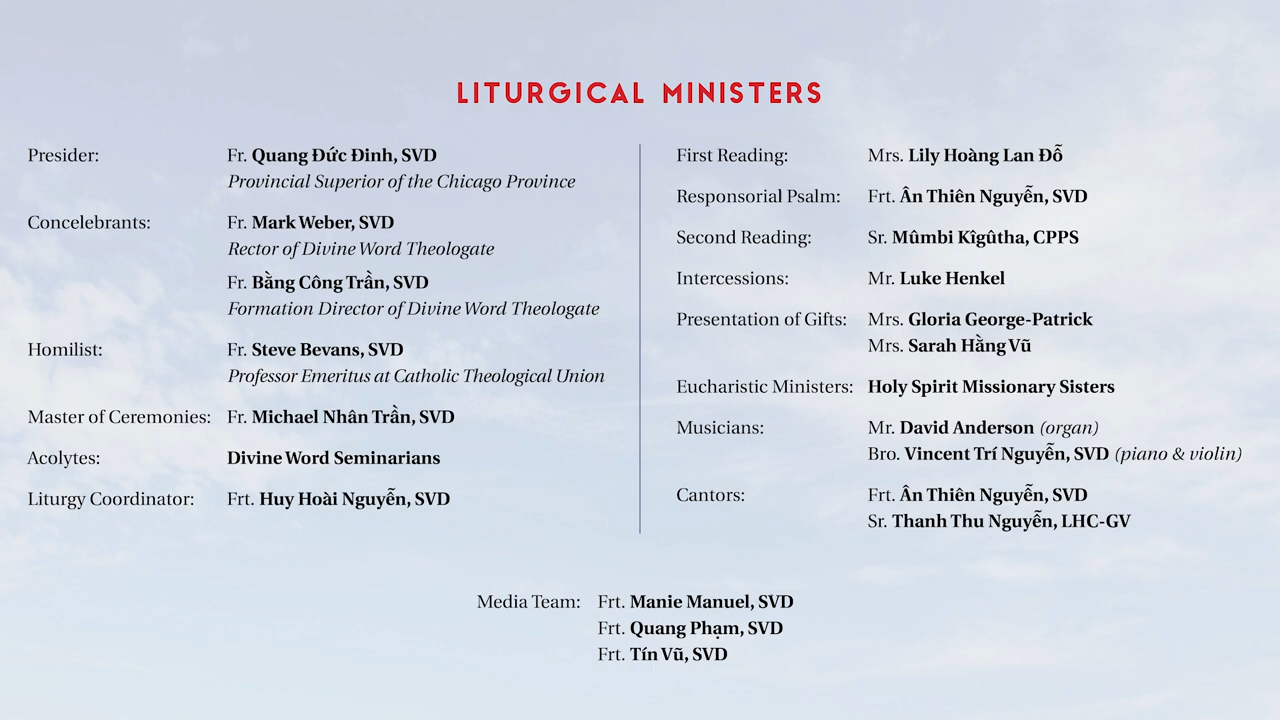 LITURGICAL MINISTERS
Presider: Fr. Quang Đức Đinh, SVD
Provincial Superior of the Chicago Province
Concelebrants: Fr. Mark Weber, SVD
Rector of Divine Word Theologate
Fr. Bằng Công Trần, SVD
Formation Director of Divine Word Theologate
Homilist: Fr. Steve Bevans, SVD
Professor Emeritus at Catholic Theological Union
Master of Ceremonies: Fr. Michael Nhân Trần, SVD
Acolytes: Divine Word Seminarians
Liturgy Coordinator: Frt. Huy Hoài Nguyễn, SVD
First Reading: Mrs. Lily Hoàng Lan Đỗ
Responsorial Psalm: Frt. Ân Thiên Nguyễn, SVD
Second Reading: Sr. Mûmbi Kîgûtha, CPPS
Intercessions: Mr. Luke Henkel
Presentation of Gifts: Mrs. Gloria George-Patrick
Mrs. Sarah Hằng Vũ
Eucharistic Ministers: Holy Spirit Missionary Sisters
Musicians: Mr. David Anderson (organ)
Bro. Vincent Trí Nguyễn, SVD (piano & violin)
Cantors: Frt. Ân Thiên Nguyễn, SVD
Sr. Thanh Thu Nguyễn, LHC-GV
Media Team: Frt. Manie Manuel, SVD
Frt. Quang Phạm, SVD
Frt. Tín Vũ, SVD